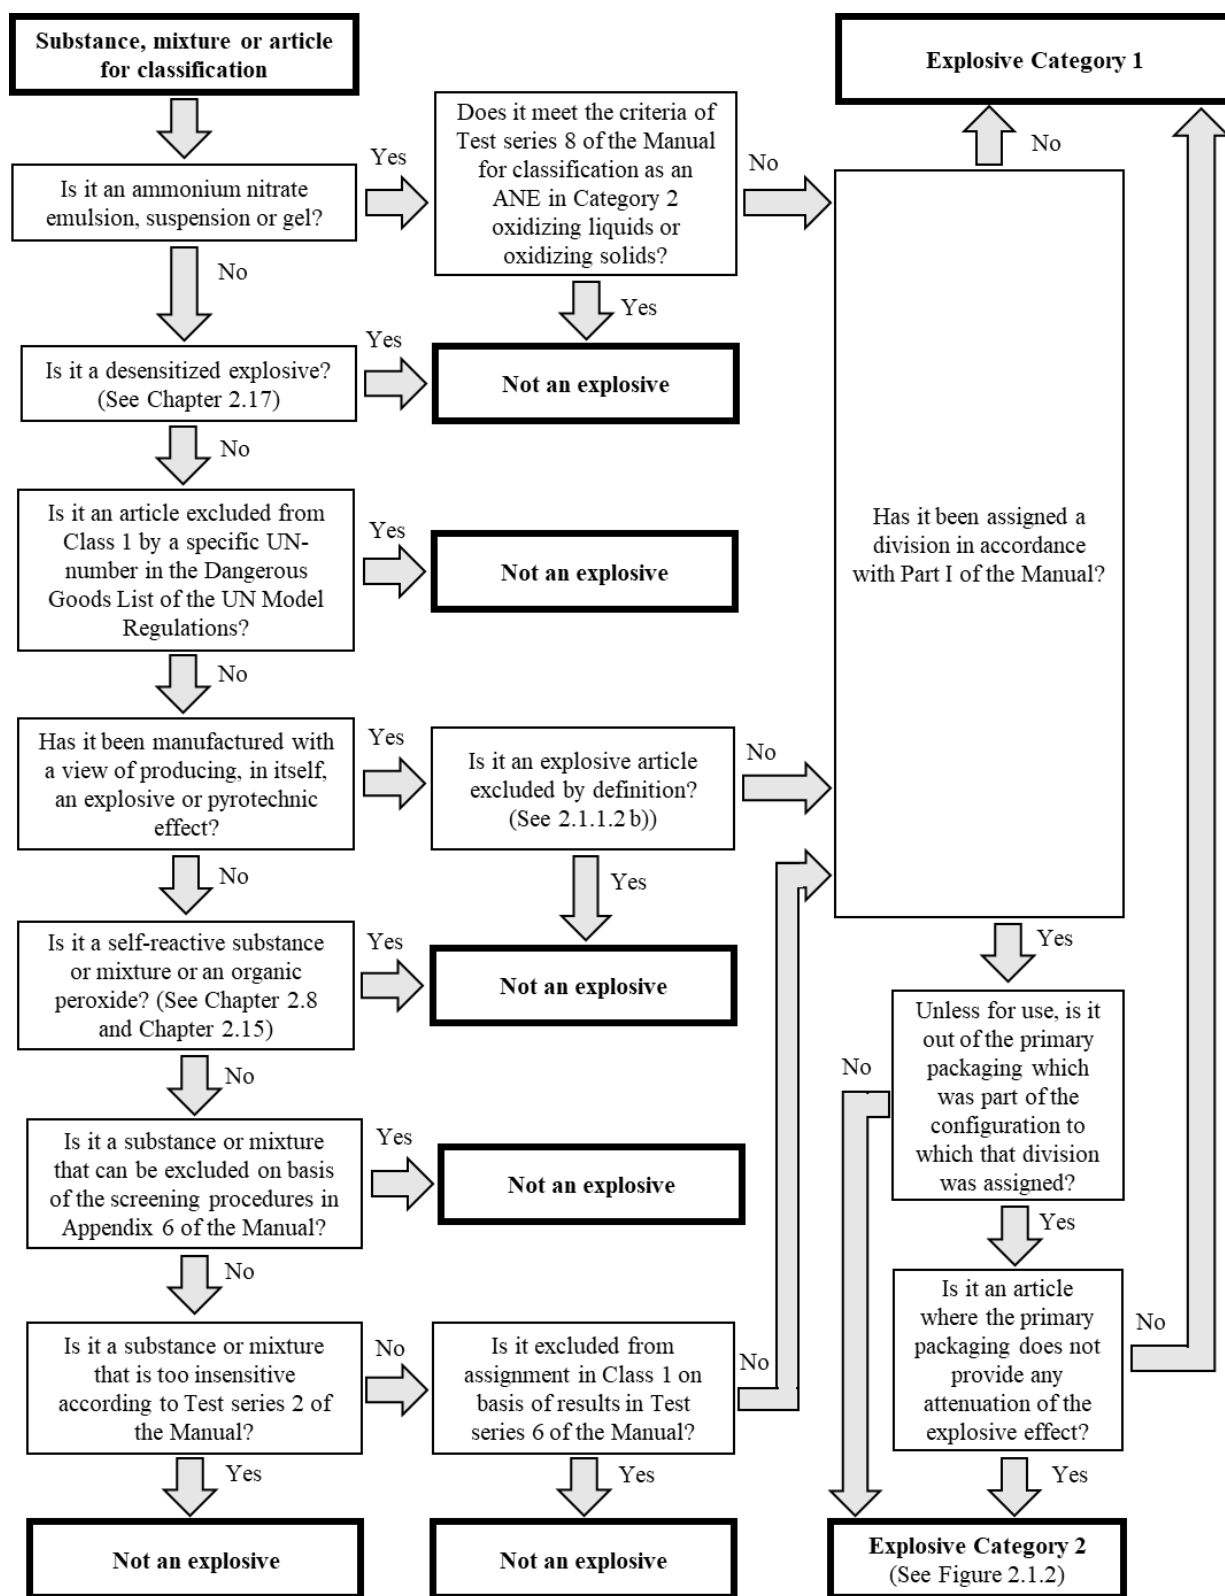 Substance, mixture or article
for classification
Explosive Category 1
Is it an ammonium nitrate
emulsion, suspension or gel?
Yes
Does it meet the criteria of
Test series 8 of the Manual
for classification as an
ANE in Category 2
oxidizing liquids or
oxidizing solids?
No
No
No
Yes
Is it a desensitized explosive?
(See Chapter 2.17)
Yes
Not an explosive
No
Is it an article excluded from
Class 1 by a specific UN-
number in the Dangerous
Goods List of the UN Model
Regulations?
Yes
Not an explosive
Has it been assigned a
division in accordance
with Part I of the Manual?
No
Has it been manufactured with
a view of producing, in itself,
an explosive or pyrotechnic
effect?
Yes
Is it an explosive article
excluded by definition?
(See 2.1.1.2 b))
No
No
Yes
Is it a self-reactive substance
or mixture or an organic
peroxide? (See Chapter 2.8
and Chapter 2.15)
Yes
Not an explosive
Yes
Unless for use, is it
out of the primary
packaging which
was part of the
configuration to
which that division
was assigned?
No
No
Is it a substance or mixture
that can be excluded on basis
of the screening procedures in
Appendix 6 of the Manual?
Yes
Not an explosive
Yes
No
Is it a substance or mixture
that is too insensitive
according to Test series 2 of
the Manual?
No
Is it excluded from
assignment in Class 1 on
basis of results in Test
series 6 of the Manual?
No
Is it an article
where the primary
packaging does not
provide any
attenuation of the
explosive effect?
No
Yes
Yes
Yes
Not an explosive
Not an explosive
Explosive Category 2
(See Figure 2.1.2)